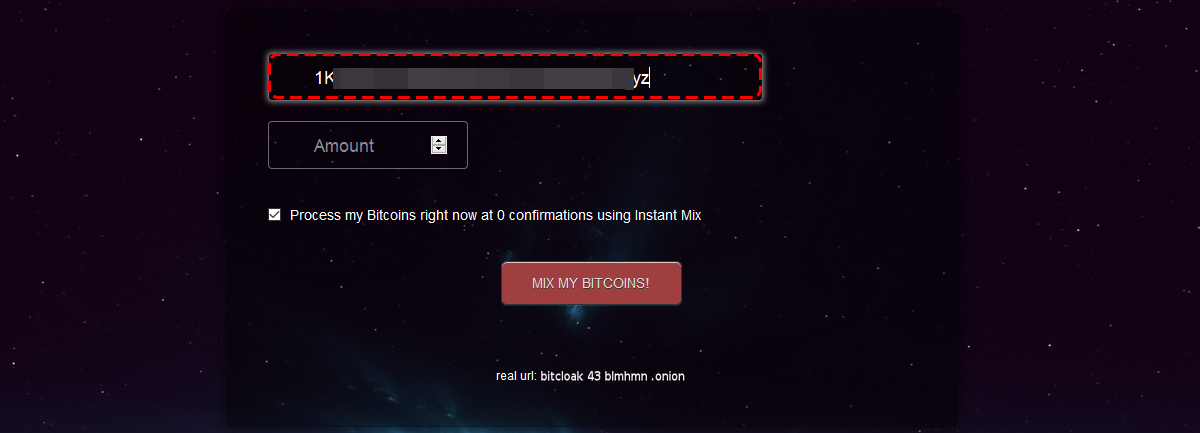 1K yz
Amount
Process my Bitcoins right now at 0 confirmations using Instant Mix
MIX MY BITCOINS!
real url: bitcloak 43 blmhmn .onion